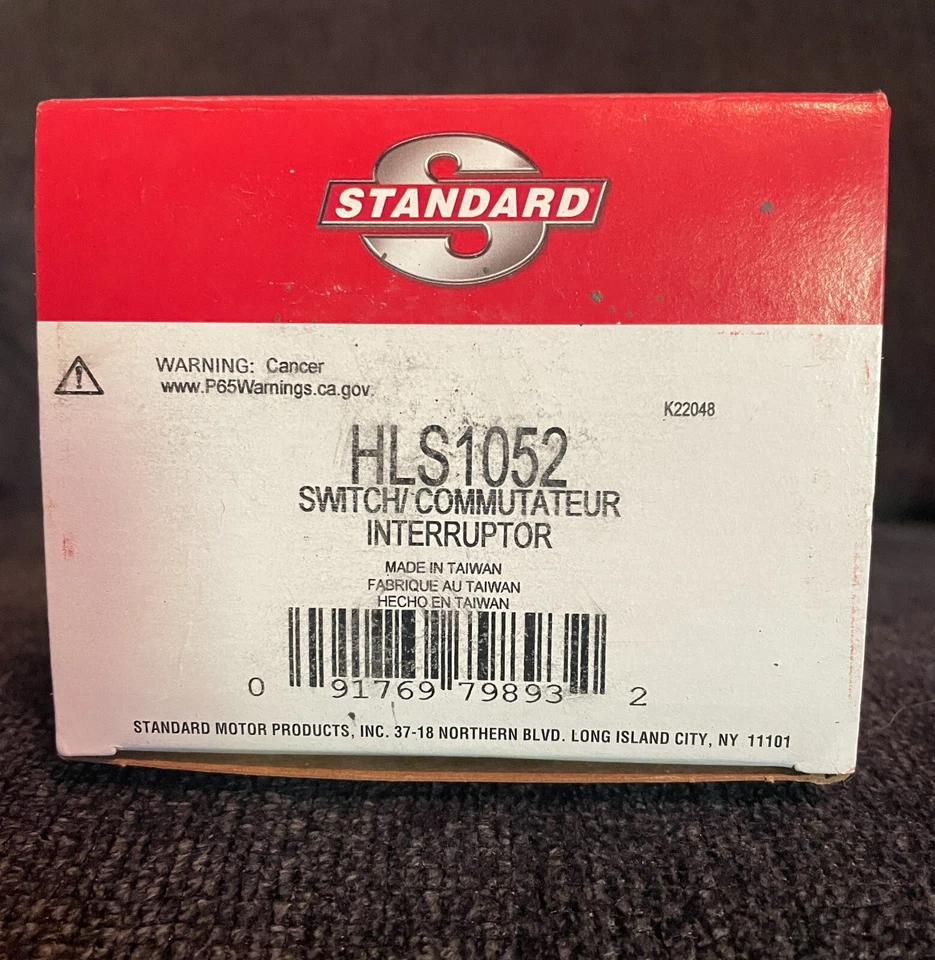 STANDARD
WARNING: Cancer
www.P65Warnings.ca.gov
K22048
HLS1052
SWITCH/ COMMUTATEUR
INTERRUPTOR
MADE IN TAIWAN
FABRIQUE AU TAIWAN
HECHO EN TAIWAN
0 91769 79893 2
STANDARD MOTOR PRODUCTS, INC. 37-18 NORTHERN BLVD. LONG ISLAND CITY, NY 11101